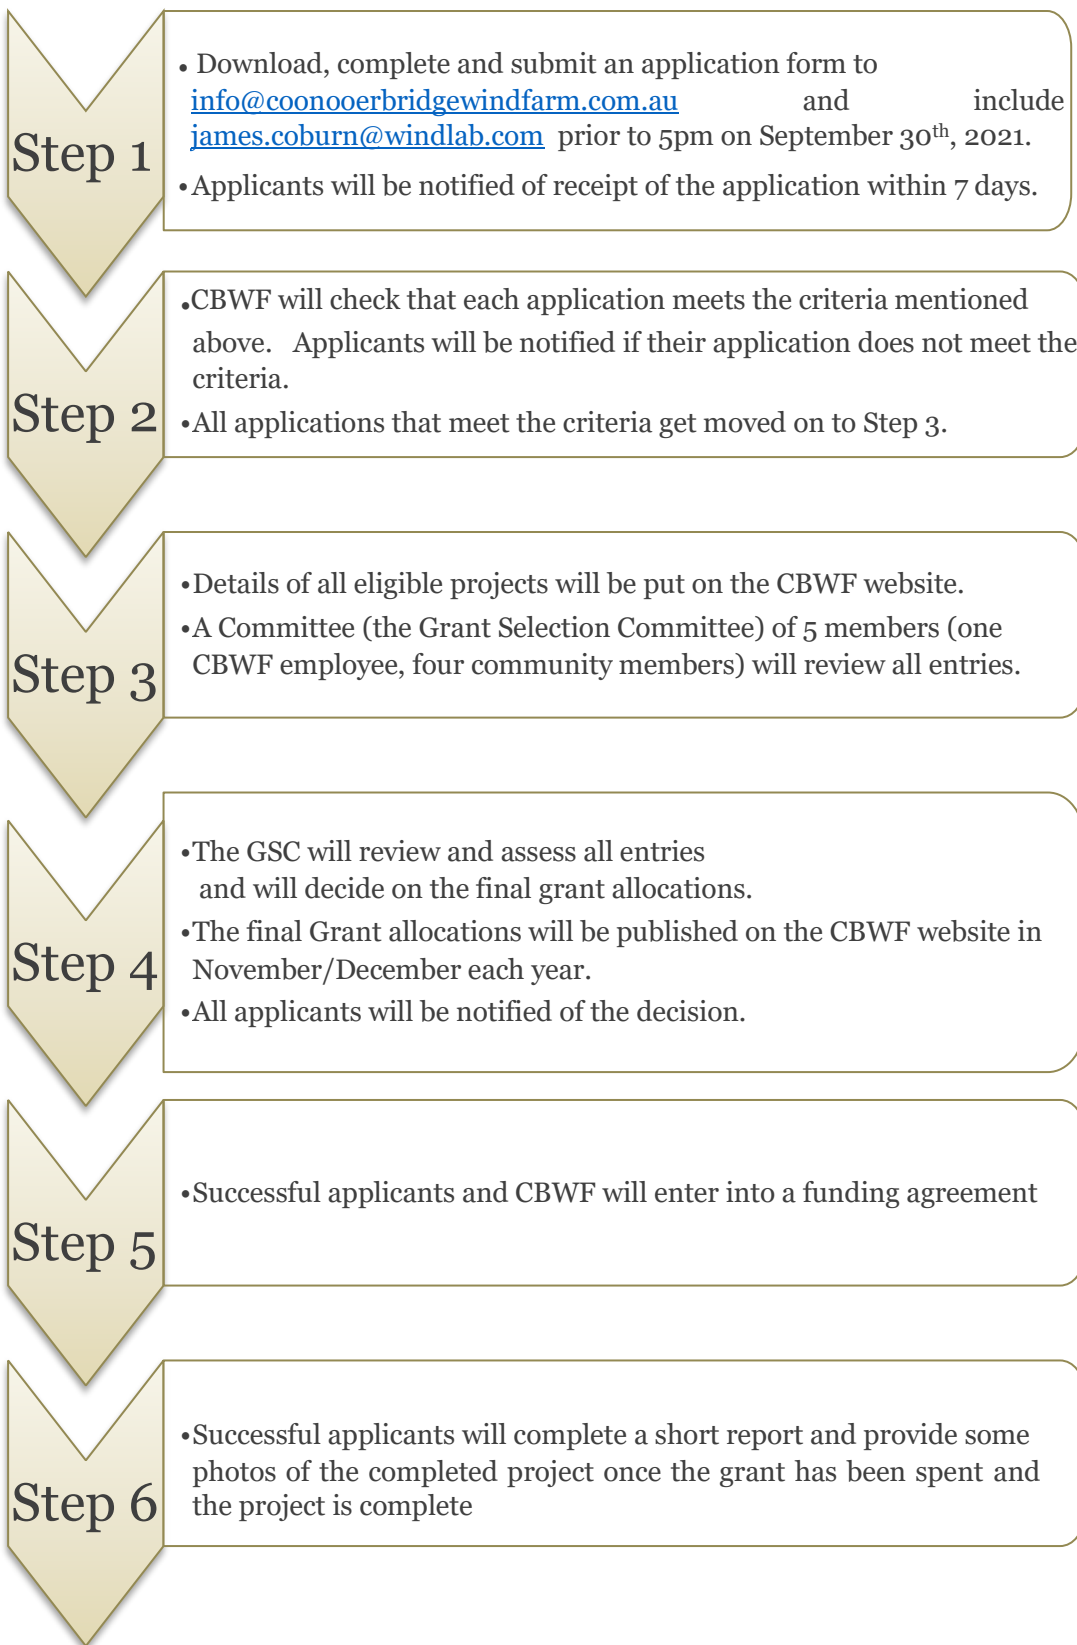 Step 1
• Download, complete and submit an application form to
info@coonooerbridgewindfarm.com.au and include
james.coburn@windlab.com prior to 5pm on September 30th, 2021.
•Applicants will be notified of receipt of the application within 7 days.
Step 2
•CBWF will check that each application meets the criteria mentioned
above. Applicants will be notified if their application does not meet the
criteria.
•All applications that meet the criteria get moved on to Step 3.
Step 3
•Details of all eligible projects will be put on the CBWF website.
•A Committee (the Grant Selection Committee) of 5 members (one
CBWF employee, four community members) will review all entries.
Step 4
•The GSC will review and assess all entries
and will decide on the final grant allocations.
•The final Grant allocations will be published on the CBWF website in
November/December each year.
•All applicants will be notified of the decision.
Step 5
•Successful applicants and CBWF will enter into a funding agreement
Step 6
•Successful applicants will complete a short report and provide some
photos of the completed project once the grant has been spent and
the project is complete